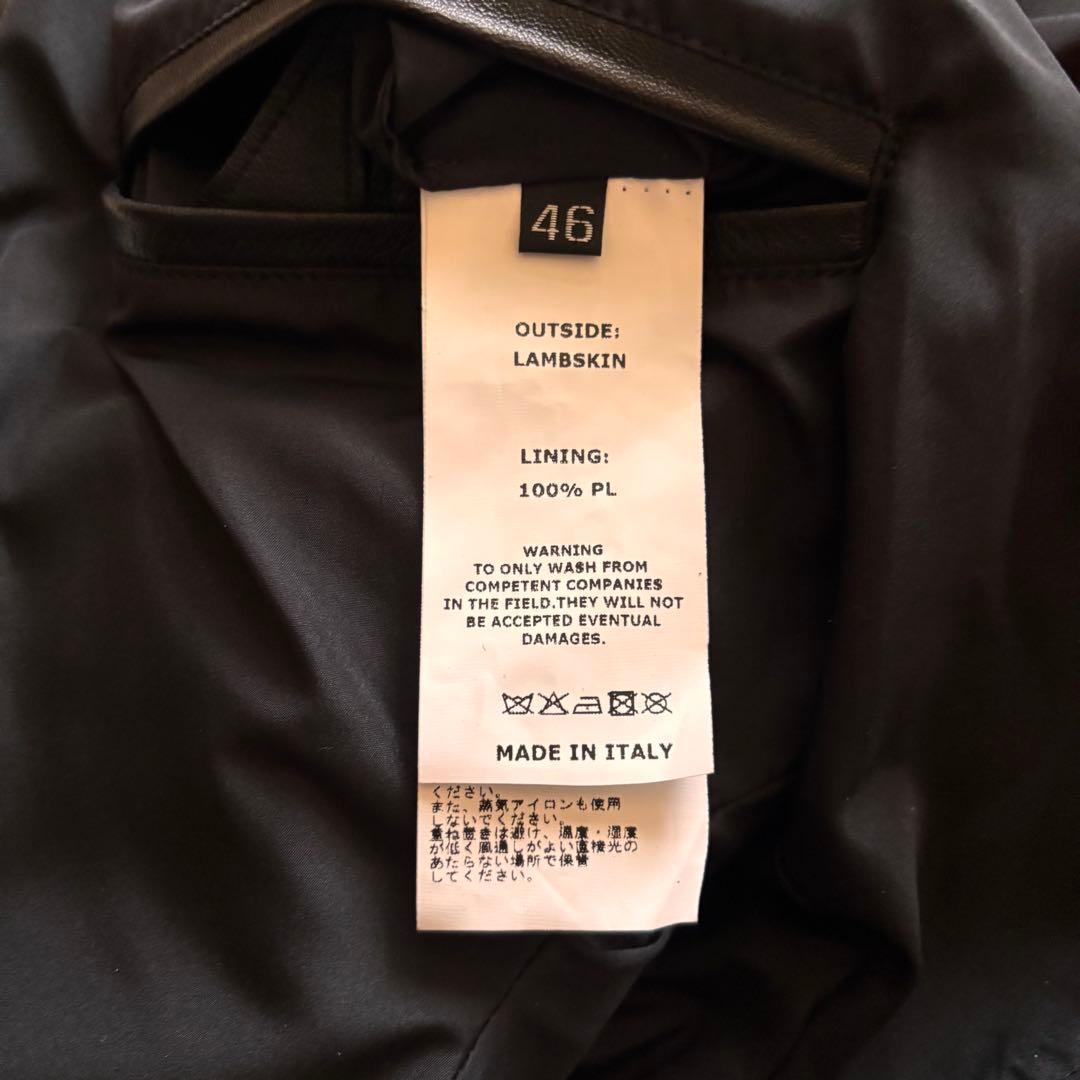 46
OUTSIDE:
LAMBSKIN
LINING:
100% PL
WARNING
TO ONLY WASH FROM
COMPETENT COMPANIES
IN THE FIELD.THEY WILL NOT
BE ACCEPTED EVENTUAL
DAMAGES.
MADE IN ITALY
ください。
また、蒸気アイロンも使用
しないでください。
重ね置きは避け、温度・湿度
が低く風通しがよい直接光の
あたらない場所で保管
してください。